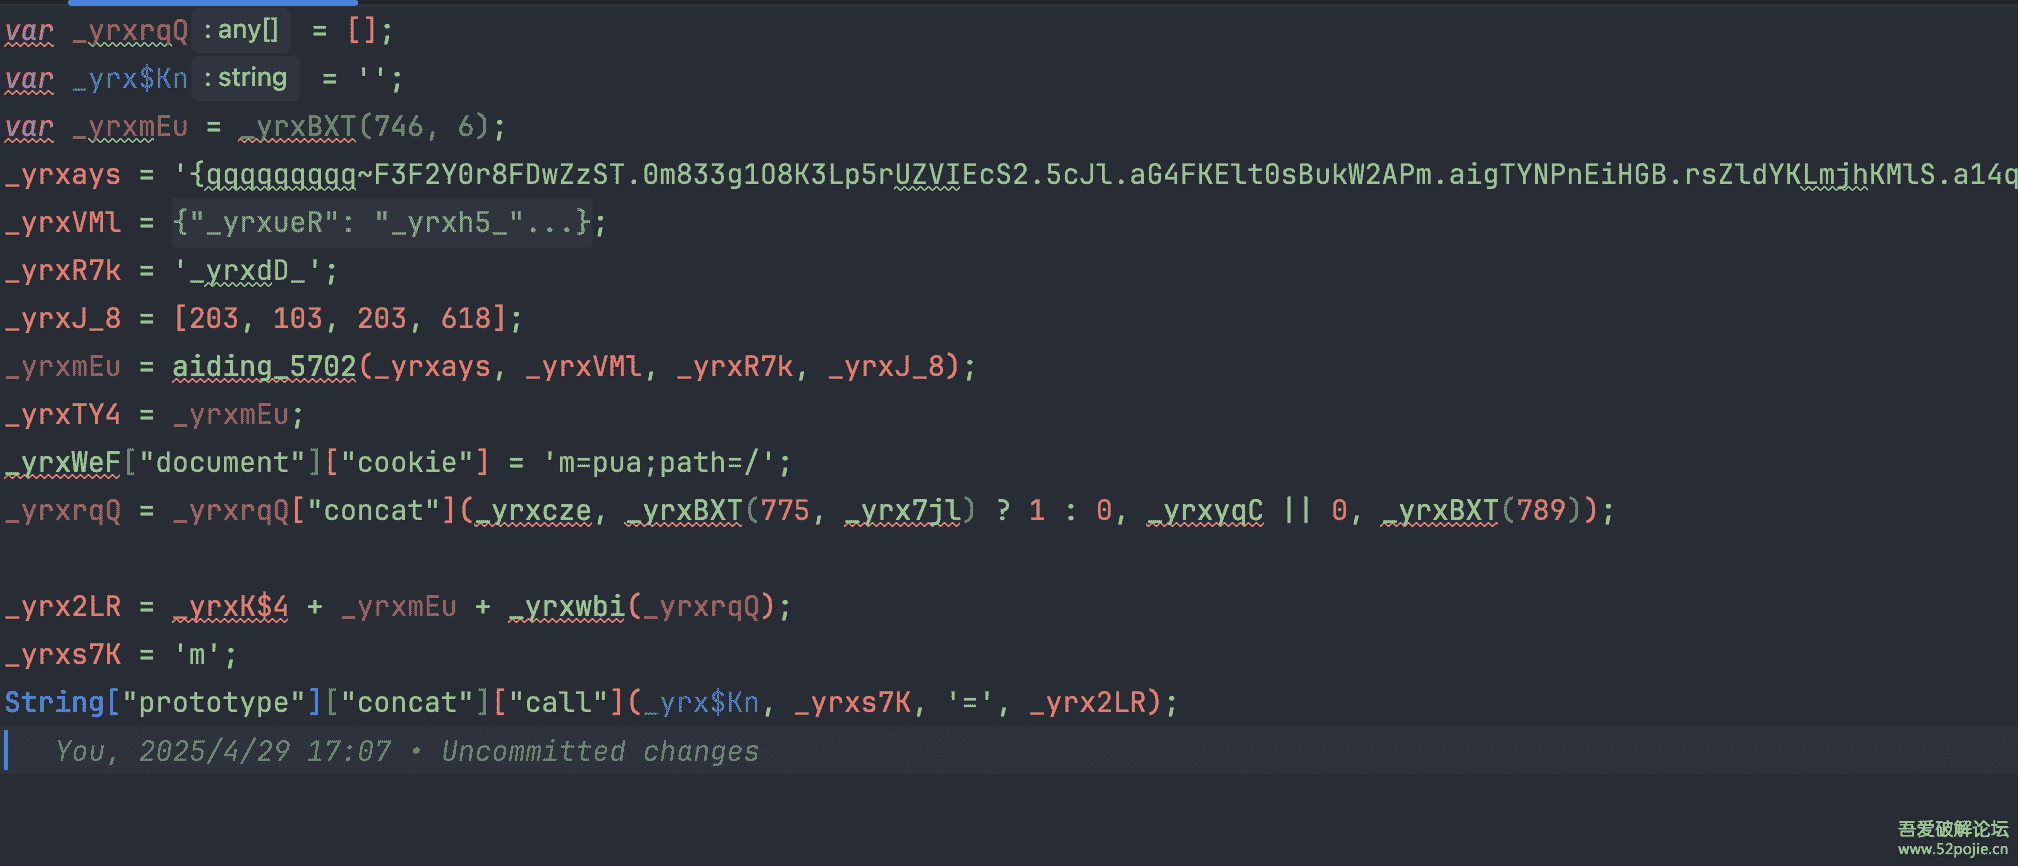 var _yrxrqQ : any[] = [];
var _yrx$Kn : string = '';
var _yrxmEu = _yrxBXT(746, 6);
_yrxays = '{qqqqqqqqq~F3F2Y0r8FDwZzST.0m833g1O8K3Lp5rUZVIEcS2.5cJl.aG4FKElt0sBukW2APm.aigTYNPnEiHGB.rsZldYKLmjhKMlS.a14q
_yrxVMl = {"_yrxueR": "_yrxh5_"...};
_yrxR7k = '_yrxdD_';
_yrxJ_8 = [203, 103, 203, 618];
_yrxmEu = aiding_5702(_yrxays, _yrxVMl, _yrxR7k, _yrxJ_8);
_yrxTY4 = _yrxmEu;
_yrxWeF["document"]["cookie"] = 'm=pua;path=/';
_yrxrqQ = _yrxrqQ["concat"](_yrxcze, _yrxBXT(775, _yrx7jl) ? 1 : 0, _yrxyqC || 0, _yrxBXT(789));
_yrx2LR = _yrxK$4 + _yrxmEu + _yrxwbi(_yrxrqQ);
_yrxs7K = 'm';
String["prototype"]["concat"]["call"](_yrx$Kn, _yrxs7K, '=', _yrx2LR);
You, 2025/4/29 17:07 • Uncommitted changes
吾爱破解论坛
www.52pojie.cn